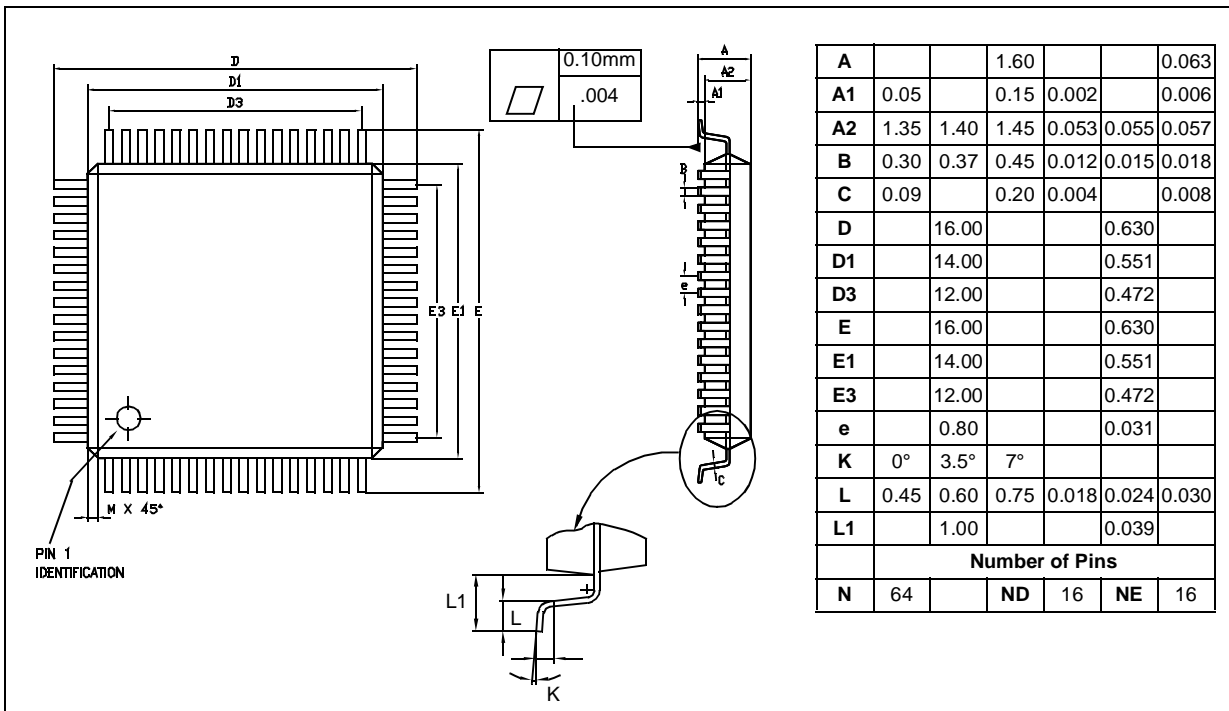 D
D1
D3
0.10mm
.004
A
A2
A1
B
e
E3 E1 E
C
M X 45°
PIN 1
IDENTIFICATION
L1
L
K
A 1.60 0.063
A1 0.05 0.15 0.002 0.006
A2 1.35 1.40 1.45 0.053 0.055 0.057
B 0.30 0.37 0.45 0.012 0.015 0.018
C 0.09 0.20 0.004 0.008
D 16.00 0.630
D1 14.00 0.551
D3 12.00 0.472
E 16.00 0.630
E1 14.00 0.551
E3 12.00 0.472
e 0.80 0.031
K 0° 3.5° 7°
L 0.45 0.60 0.75 0.018 0.024 0.030
L1 1.00 0.039
Number of Pins
N 64 ND 16 NE 16